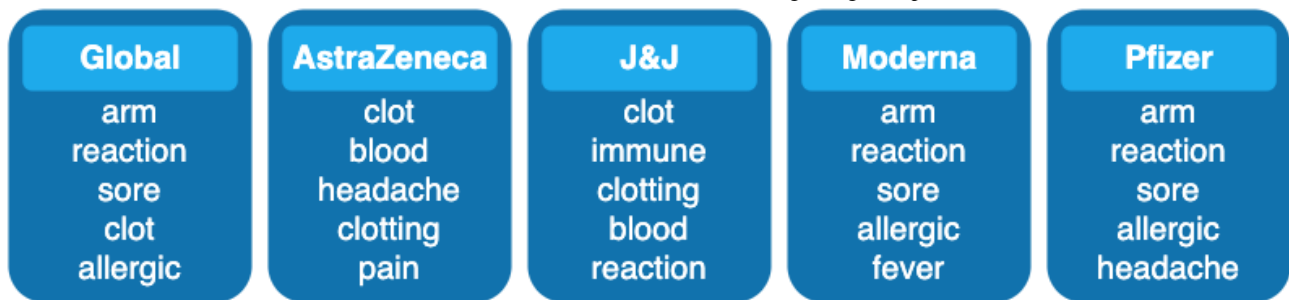 Global
arm
reaction
sore
clot
allergic
AstraZeneca
clot
blood
headache
clotting
pain
J&J
clot
immune
clotting
blood
reaction
Moderna
arm
reaction
sore
allergic
fever
Pfizer
arm
reaction
sore
allergic
headache